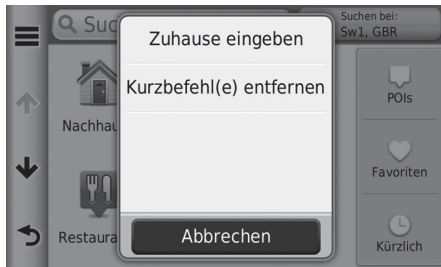 Suc
Suchen bei:
Sw1, GBR
Zuhause eingeben
Kurzbefehl(e) entfernen
Nachhau
POIs
Favoriten
Restaura
Abbrechen
Kürzlich